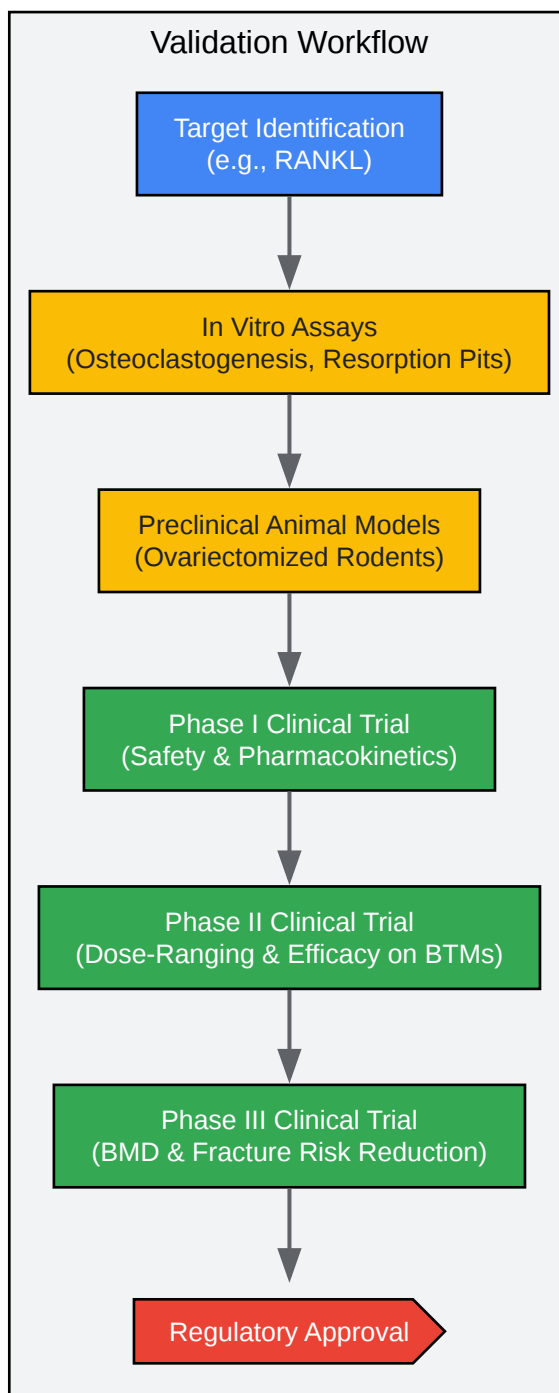 Validation Workflow
Target Identification
(e.g., RANKL)
In Vitro Assays
(Osteoclastogenesis, Resorption Pits)
Preclinical Animal Models
(Ovariectomized Rodents)
Phase I Clinical Trial
(Safety & Pharmacokinetics)
Phase II Clinical Trial
(Dose-Ranging & Efficacy on BTMs)
Phase III Clinical Trial
(BMD & Fracture Risk Reduction)
Regulatory Approval